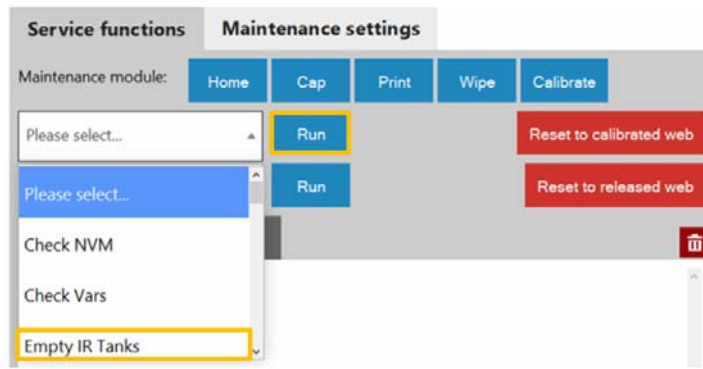 Service functions Maintenance settings
Maintenance module: Home Cap Print Wipe Calibrate
Please select... Run Reset to calibrated web
Please select... Run Reset to released web
Check NVM
Check Vars
Empty IR Tanks